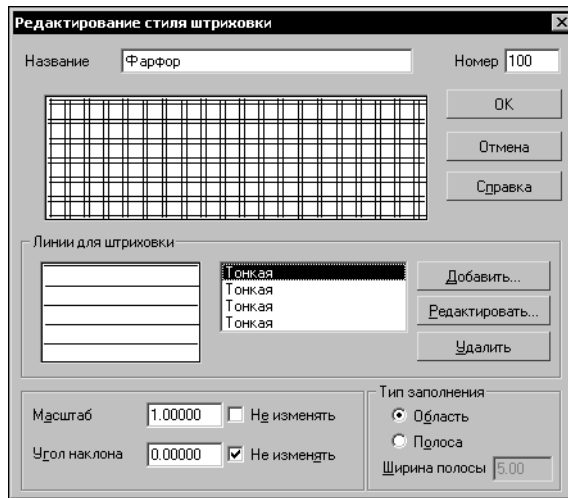 Редактирование стиля штриховки
Название Фарфор Номер 100
OK
Отмена
Справка
Линии для штриховки
Тонкая
Тонкая
Тонкая
Тонкая
Добавить...
Редактировать...
Удалить
Масштаб 1.00000 Не изменять
Угол наклона 0.00000 Не изменять
Тип заполнения
Область
Полоса
Ширина полосы 5.00